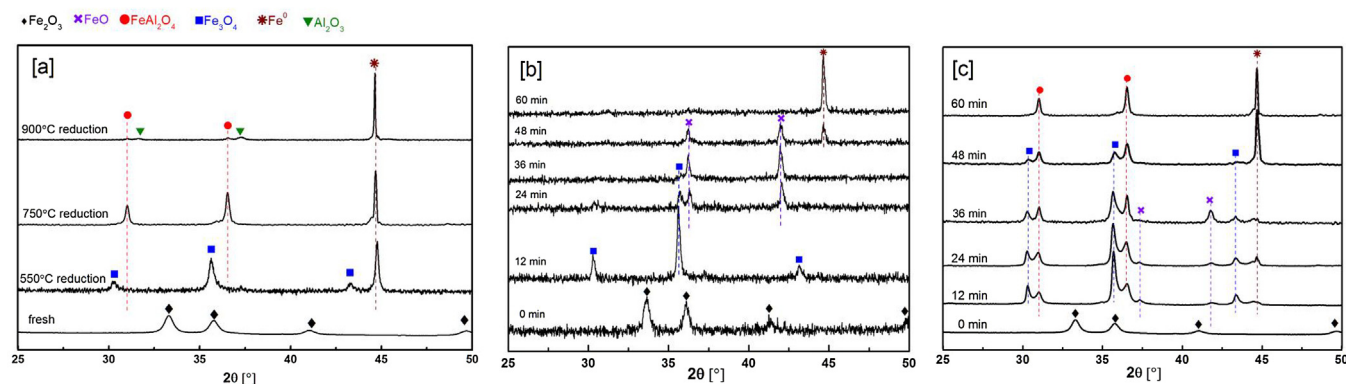 ♦Fe₂O₃ ×FeO ●FeAl₂O₄ ■Fe₃O₄ ✳Fe⁰ ▼Al₂O₃
[a]
900°C reduction
750°C reduction
550°C reduction
fresh
25 30 35 40 45 50
2θ [°]
[b]
60 min
48 min
36 min
24 min
12 min
0 min
25 30 35 40 45 50
2θ [°]
[c]
60 min
48 min
36 min
24 min
12 min
0 min
25 30 35 40 45 50
2θ [°]